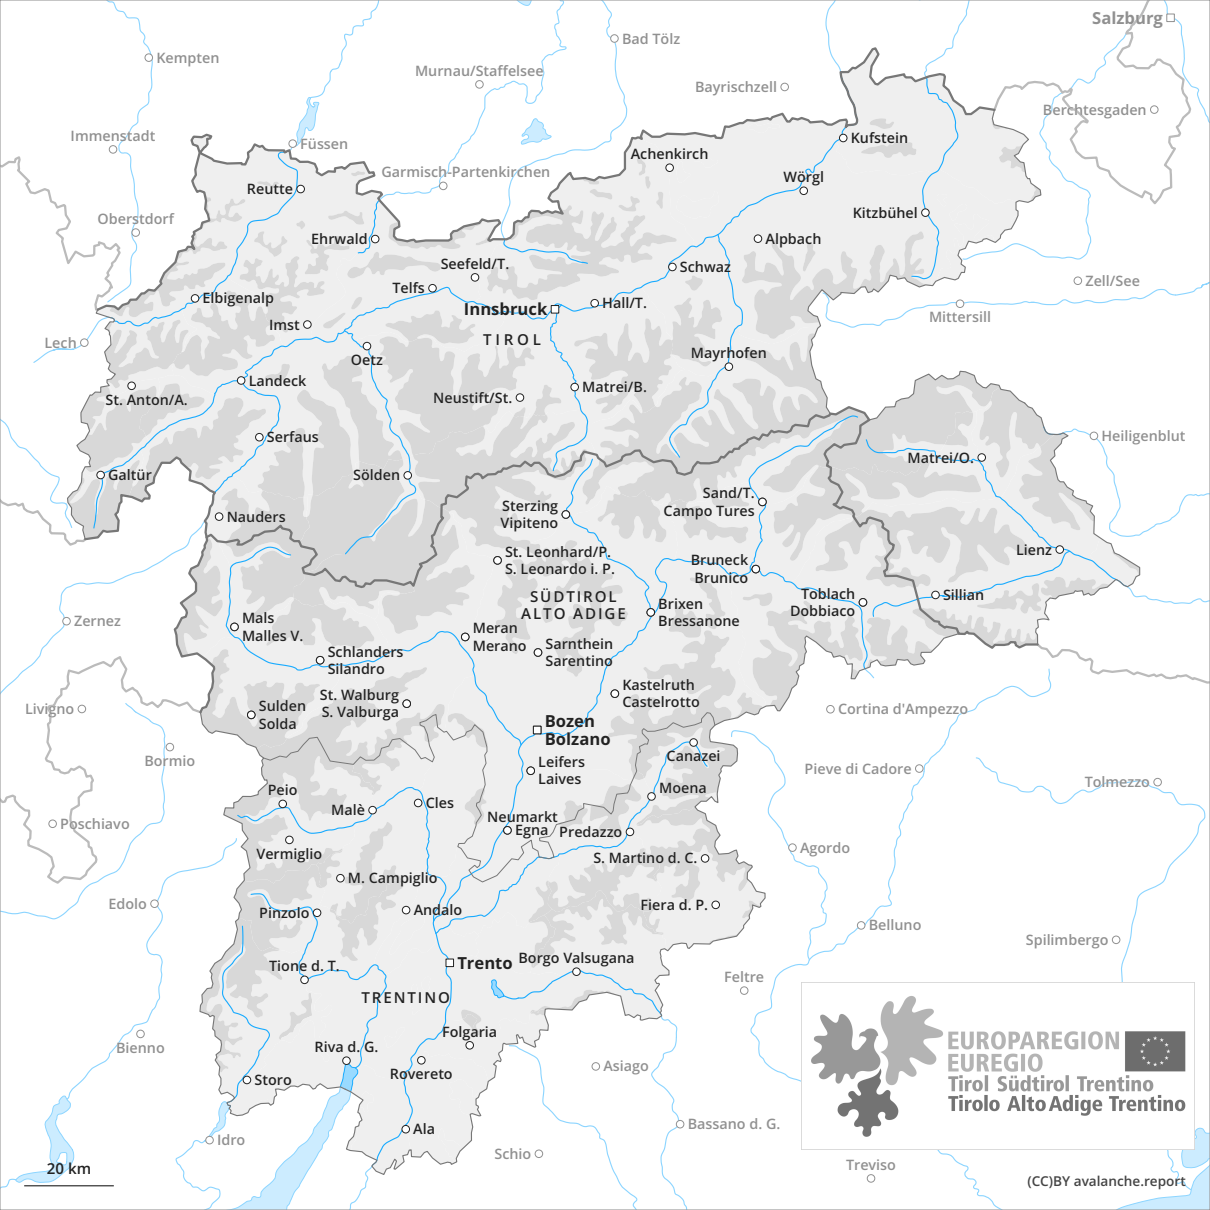 Salzburg
Bad Tölz
Kempten
Murnau/Staffelsee
Bayrischzell
Berchtesgaden
Immenstadt
Füssen
Kufstein
Achenkirch
Garmisch-Partenkirchen
Wörgl
Reutte
Oberstdorf
Kitzbühel
Ehrwald
Alpbach
Seefeld/T.
Schwaz
Zell/See
Telfs
Elbigenalp
Innsbruck
Hall/T.
Mittersill
Imst
TIROL
Lech
Oetz
Mayrhofen
Landeck
St. Anton/A.
Neustift/St.
Matrei/B.
Serfaus
Heiligenblut
Matrei/O.
Galtür
Sölden
Sand/T.
Campo Tures
Sterzing
Vipiteno
Nauders
St. Leonhard/P.
S. Leonardo i. P.
Lienz
Bruneck
Brunico
SÜDTIROL
ALTO ADIGE
Toblach
Dobbiaco
Sillian
Brixen
Bressanone
Zernez
Mals
Malles V.
Meran
Merano
Sarnthein
Sarentino
Schlanders
Silandro
Kastelruth
Castelrotto
St. Walburg
S. Valburga
Sulden
Solda
Livigno
Cortina d'Ampezzo
Bozen
Bolzano
Bormio
Canazei
Leifers
Laives
Pieve di Cadore
Tolmezzo
Peio
Moena
Malè
Cles
Neumarkt
Egna
Predazzo
Poschiavo
Vermiglio
S. Martino d. C.
Agordo
M. Campiglio
Edolo
Pinzolo
Andalo
Fiera d. P.
Belluno
Spilimbergo
Tione d. T.
Trento
Borgo Valsugana
Feltre
TRENTINO
Folgaria
Bienno
Riva d. G.
EUROPAREGION
EUREGIO
Tirol Südtirol Trentino
Tirolo Alto Adige Trentino
Asiago
Rovereto
Storo
Idro
Ala
Bassano d. G.
Schio
Treviso
20 km
(CC)BY avalanche.report